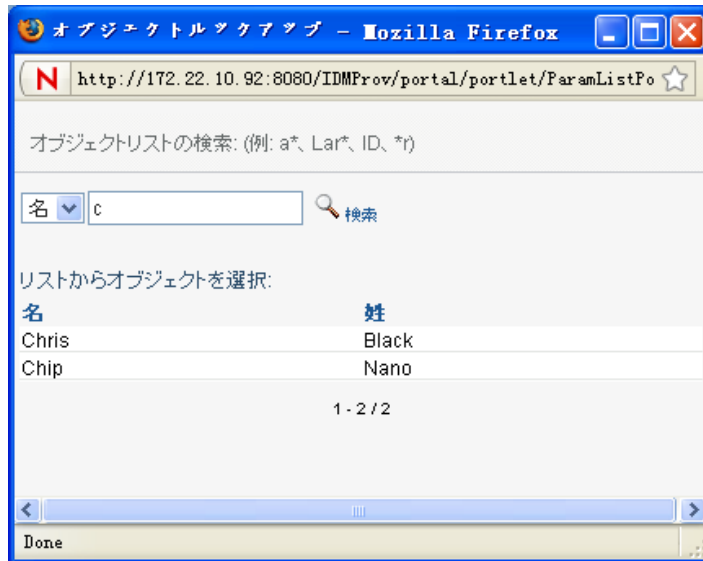 オブジェクトルックアップ - Mozilla Firefox
N http://172.22.10.92:8080/IDMProv/portal/portlet/ParamListPo
オブジェクトリストの検索: (例: a*、Lar*、ID、*r)
名 c 検索
リストからオブジェクトを選択:
名 姓
Chris Black
Chip Nano
1 - 2 / 2
Done